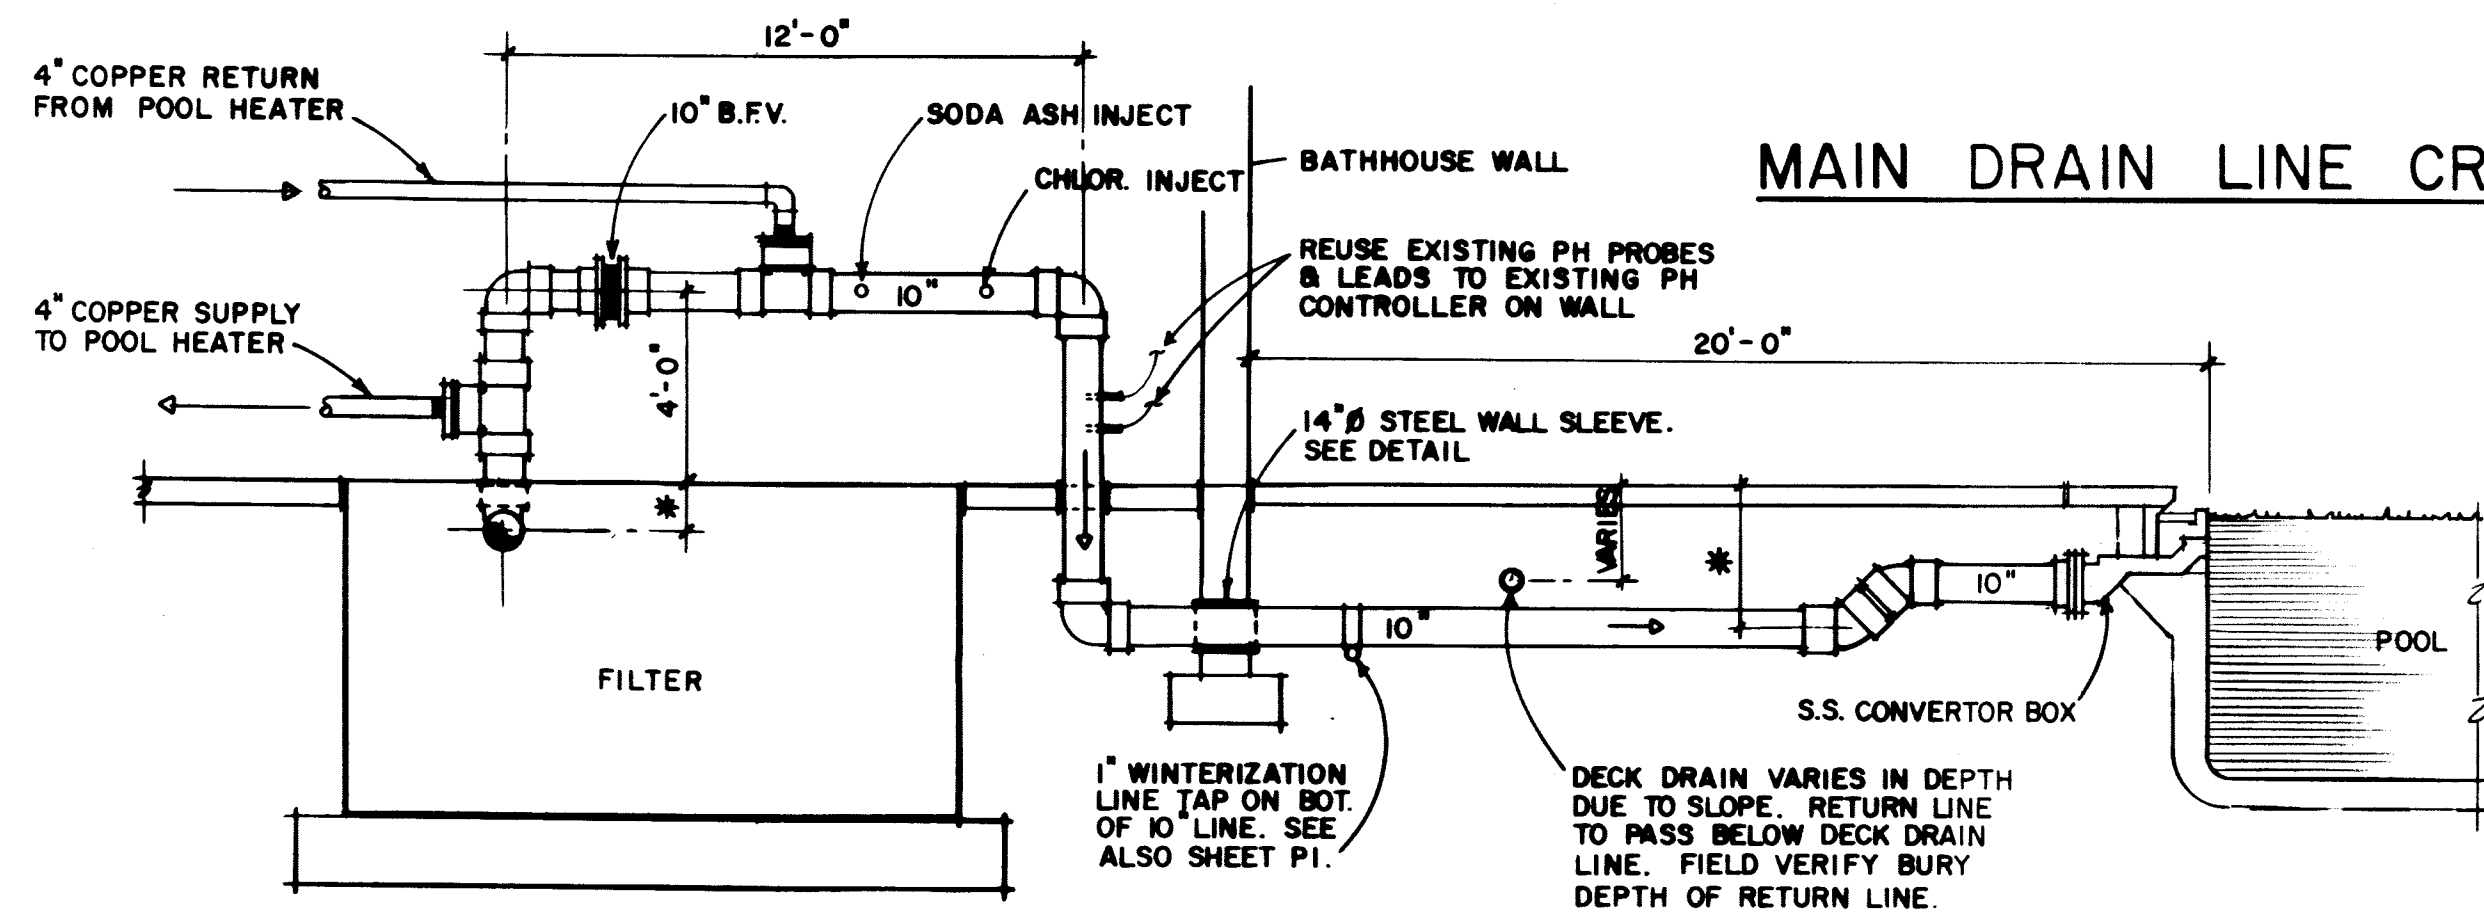 12'-0"
4" COPPER RETURN
FROM POOL HEATER
10" B.F.V.
SODA ASH INJECT
CHLOR. INJECT
BATHHOUSE WALL
MAIN DRAIN LINE CR
REUSE EXISTING PH PROBES
& LEADS TO EXISTING PH
CONTROLLER ON WALL
10"
4" COPPER SUPPLY
TO POOL HEATER
4'-0"
20'-0"
14"Ø STEEL WALL SLEEVE.
SEE DETAIL
*
VARIES
*
10"
10"
POOL
FILTER
S.S. CONVERTOR BOX
1" WINTERIZATION
LINE TAP ON BOT.
OF 10" LINE. SEE
ALSO SHEET P1.
DECK DRAIN VARIES IN DEPTH
DUE TO SLOPE. RETURN LINE
TO PASS BELOW DECK DRAIN
LINE. FIELD VERIFY BURY
DEPTH OF RETURN LINE.